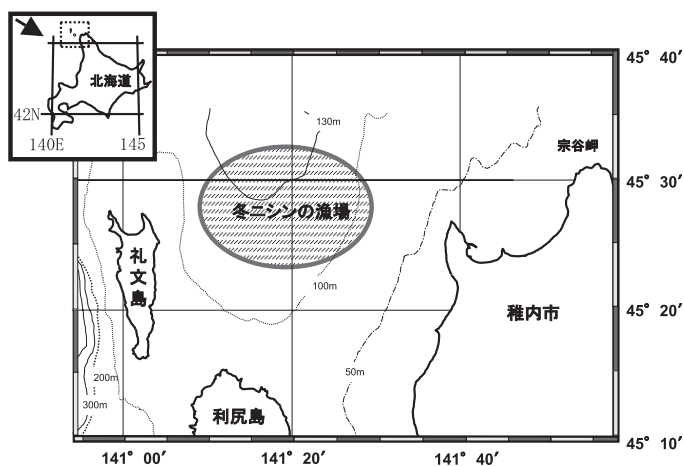 北海道
42N
140E
145
130m
宗谷岬
冬ニシンの漁場
礼文島
100m
稚内市
50m
200m
300m
利尻島
45° 40′
45° 30′
45° 20′
45° 10′
141° 00′
141° 20′
141° 40′